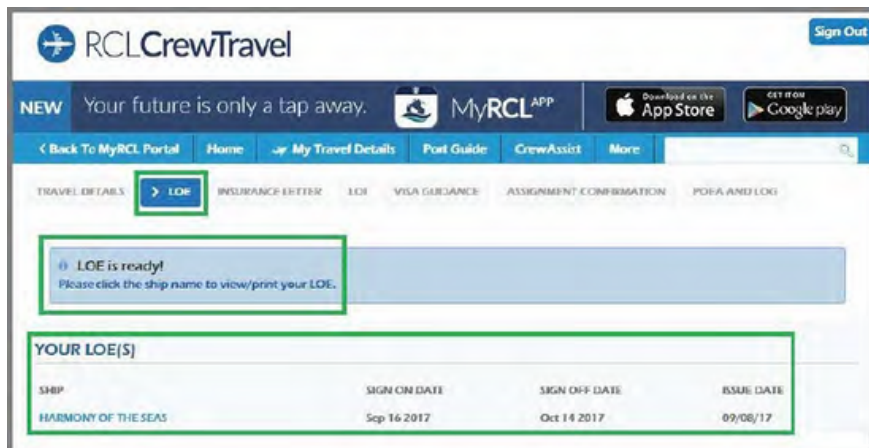 RCLCrewTravel
Sign Out
NEW Your future is only a tap away. MyRCL APP Download on the App Store GET IT ON Google play
< Back To MyRCL Portal Home My Travel Details Port Guide CrewAssist More
TRAVEL DETAILS > LOE INSURANCE LETTER LOI VISA GUIDANCE ASSIGNMENT CONFIRMATION POEA AND LOG
LOE is ready!
Please click the ship name to view/print your LOE.
YOUR LOE(S)
SHIP SIGN ON DATE SIGN OFF DATE ISSUE DATE
HARMONY OF THE SEAS Sep 16 2017 Oct 14 2017 09/08/17